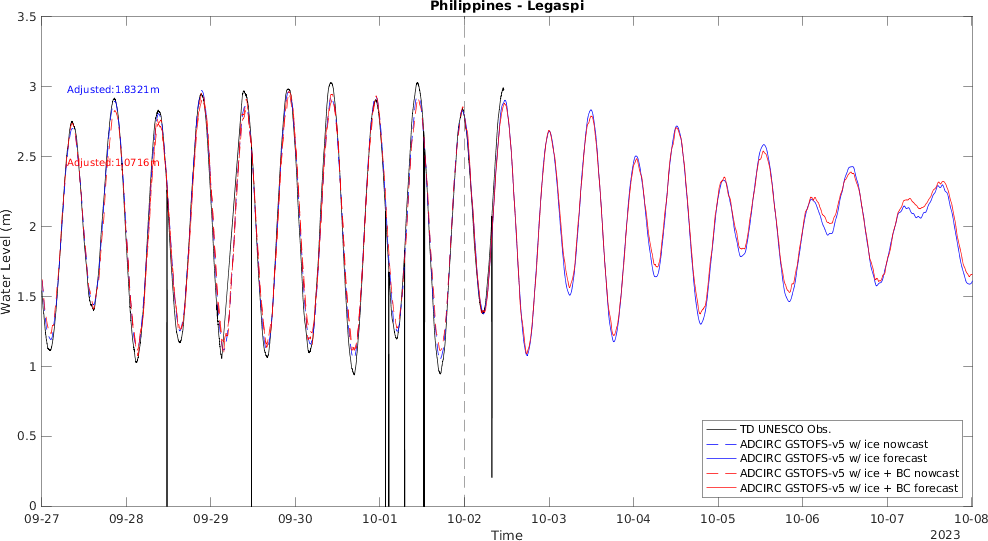 Philippines - Legaspi
3.5
3
2.5
2
1.5
1
0.5
0
Water Level (m)
Adjusted:1.8321m
Adjusted:1.0716m
TD UNESCO Obs.
ADCIRC GSTOFS-v5 w/ ice nowcast
ADCIRC GSTOFS-v5 w/ ice forecast
ADCIRC GSTOFS-v5 w/ ice + BC nowcast
ADCIRC GSTOFS-v5 w/ ice + BC forecast
09-27 09-28 09-29 09-30 10-01 10-02 10-03 10-04 10-05 10-06 10-07 10-08
Time
2023